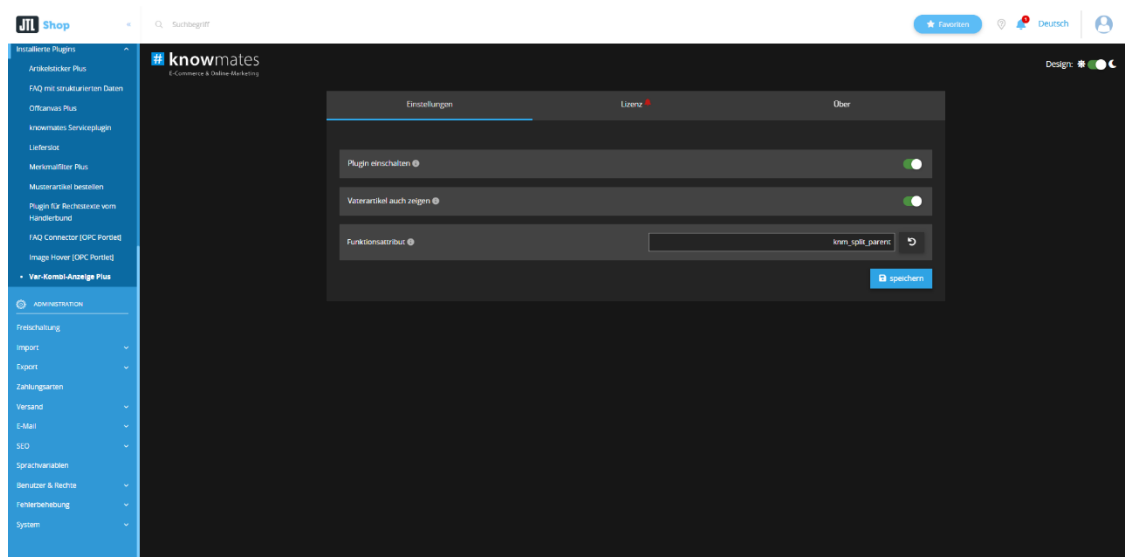 JTL Shop
«
Suchbegriff
Favoriten
Deutsch
Installierte Plugins
Artikelsticker Plus
FAQ mit strukturierten Daten
Offcanvas Plus
knowmates Serviceplugin
Lieferslot
Merkmalfilter Plus
Musterartikel bestellen
Plugin für Rechtstexte vom
Händlerbund
FAQ Connector [OPC Portlet]
Image Hover [OPC Portlet]
Var-Kombi-Anzeige Plus
ADMINISTRATION
Freischaltung
Import
Export
Zahlungsarten
Versand
E-Mail
SEO
Sprachvariablen
Benutzer & Rechte
Fehlerbehebung
System
# knowmates
E-Commerce & Online-Marketing
Design:
Einstellungen
Lizenz
Über
Plugin einschalten
Vaterartikel auch zeigen
Funktionsattribut
knm_split_parent
speichern